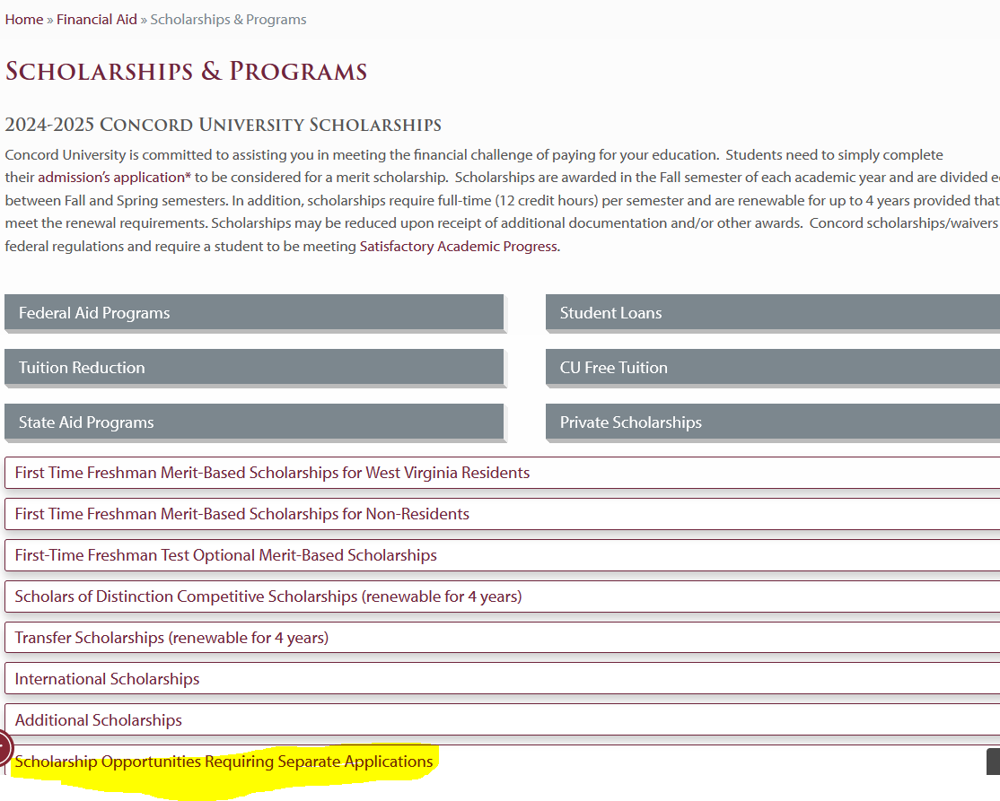 Home » Financial Aid » Scholarships & Programs
Scholarships & Programs
2024-2025 Concord University Scholarships
Concord University is committed to assisting you in meeting the financial challenge of paying for your education. Students need to simply complete
their admission's application* to be considered for a merit scholarship. Scholarships are awarded in the Fall semester of each academic year and are divided
between Fall and Spring semesters. In addition, scholarships require full-time (12 credit hours) per semester and are renewable for up to 4 years provided that
meet the renewal requirements. Scholarships may be reduced upon receipt of additional documentation and/or other awards. Concord scholarships/waivers
federal regulations and require a student to be meeting Satisfactory Academic Progress.
Federal Aid Programs
Student Loans
Tuition Reduction
CU Free Tuition
State Aid Programs
Private Scholarships
First Time Freshman Merit-Based Scholarships for West Virginia Residents
First Time Freshman Merit-Based Scholarships for Non-Residents
First-Time Freshman Test Optional Merit-Based Scholarships
Scholars of Distinction Competitive Scholarships (renewable for 4 years)
Transfer Scholarships (renewable for 4 years)
International Scholarships
Additional Scholarships
Scholarship Opportunities Requiring Separate Applications